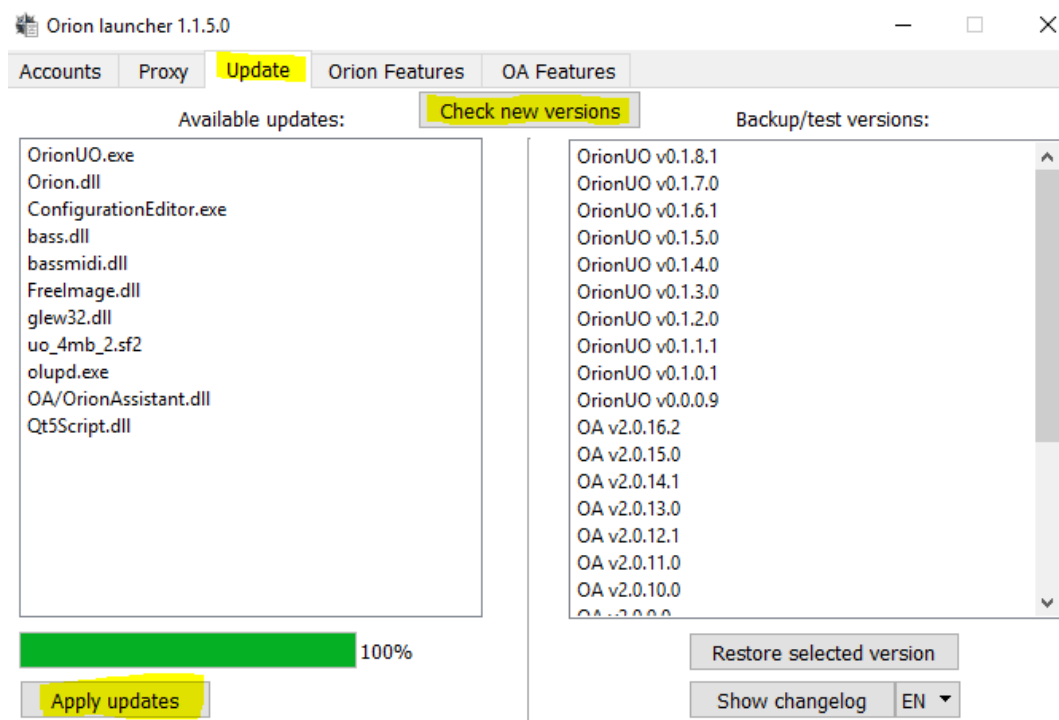 Orion launcher 1.1.5.0
Accounts Proxy Update Orion Features OA Features
Check new versions
Available updates:
OrionUO.exe
Orion.dll
ConfigurationEditor.exe
bass.dll
bassmidi.dll
FreeImage.dll
glew32.dll
uo_4mb_2.sf2
olupd.exe
OA/OrionAssistant.dll
Qt5Script.dll
100%
Apply updates
Backup/test versions:
OrionUO v0.1.8.1
OrionUO v0.1.7.0
OrionUO v0.1.6.1
OrionUO v0.1.5.0
OrionUO v0.1.4.0
OrionUO v0.1.3.0
OrionUO v0.1.2.0
OrionUO v0.1.1.1
OrionUO v0.1.0.1
OrionUO v0.0.0.9
OA v2.0.16.2
OA v2.0.15.0
OA v2.0.14.1
OA v2.0.13.0
OA v2.0.12.1
OA v2.0.11.0
OA v2.0.10.0
Restore selected version
Show changelog EN